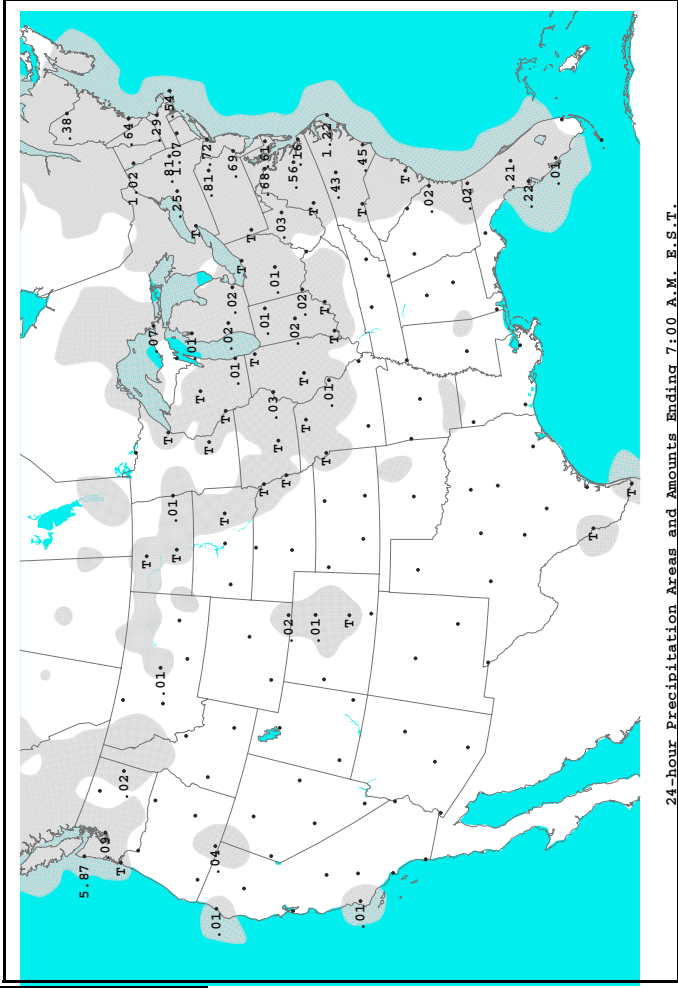 .38
5.87
.09
T
.02
.64
1.02
T
.07
.29
.01
T
.81
.54
.01
T
.25
1.07
.01
T
T
T
.81
.72
.01
.04
T
T
.02
.02
.69
.01
T
T
T
T
.01
.68
.61
.03
.01
T
.03
T
.02
.56
.02
.16
.02
T
T
T
.01
T
T
1.22
.01
T
.43
T
.01
T
.45
T
.02
.02
.21
.22
.01
T
T
24-hour Precipitation Areas and Amounts Ending 7:00 A.M. E.S.T.